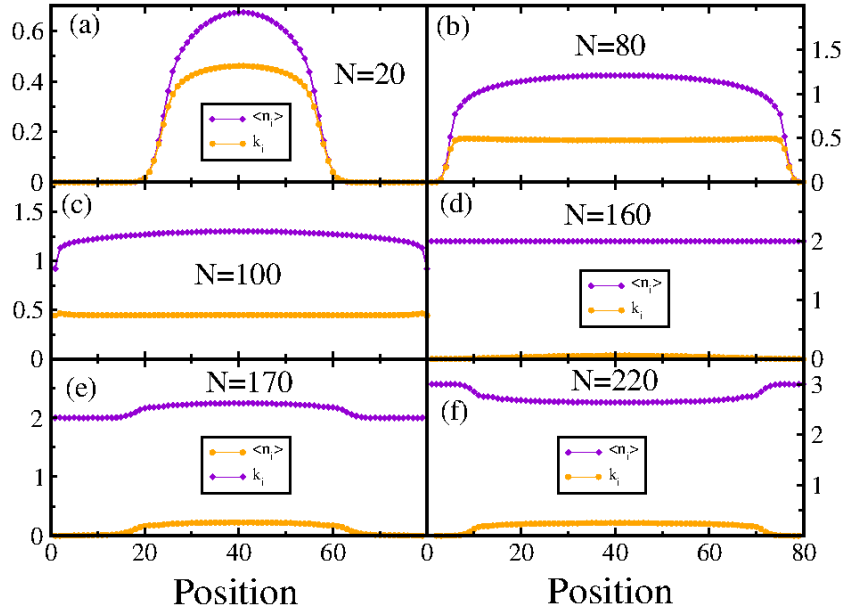 (a)
N=20
0.6
0.4
0.2
0
<n_i>
k_i
(b)
N=80
1.5
1
0.5
0
(c)
N=100
1.5
1
0.5
0
(d)
N=160
2
1
0
<n_i>
k_i
(e)
N=170
2
1
0
<n_i>
k_i
(f)
N=220
3
2
1
0
<n_i>
k_i
0 20 40 60
0 20 40 60 80
Position
Position